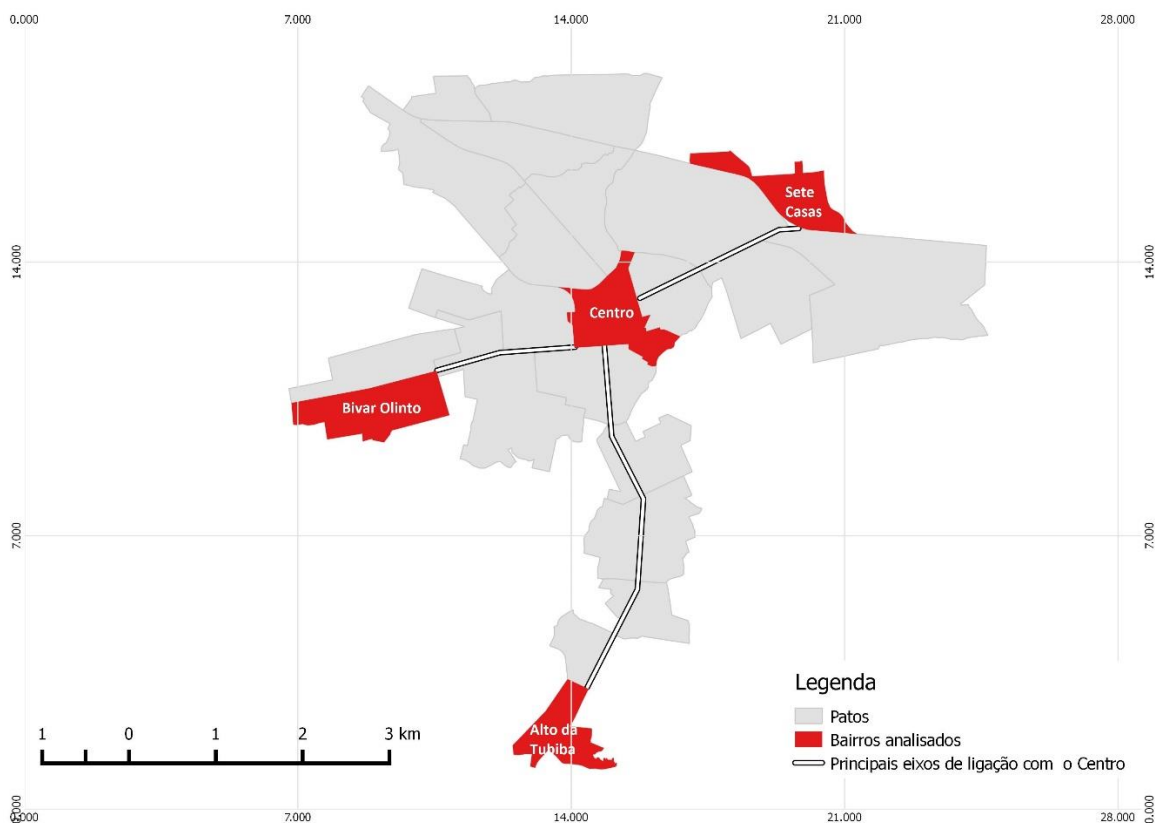 0.000 7.000 14.000 21.000 28.000
Sete
Casas
14.000 14.000
Centro
Bivar Olinto
7.000 7.000
Legenda
Patos
Bairros analisados
Principais eixos de ligação com o Centro
Alto da
Tubiba
1 0 1 2 3 km
0.000 0.000
7.000 14.000 21.000 28.000